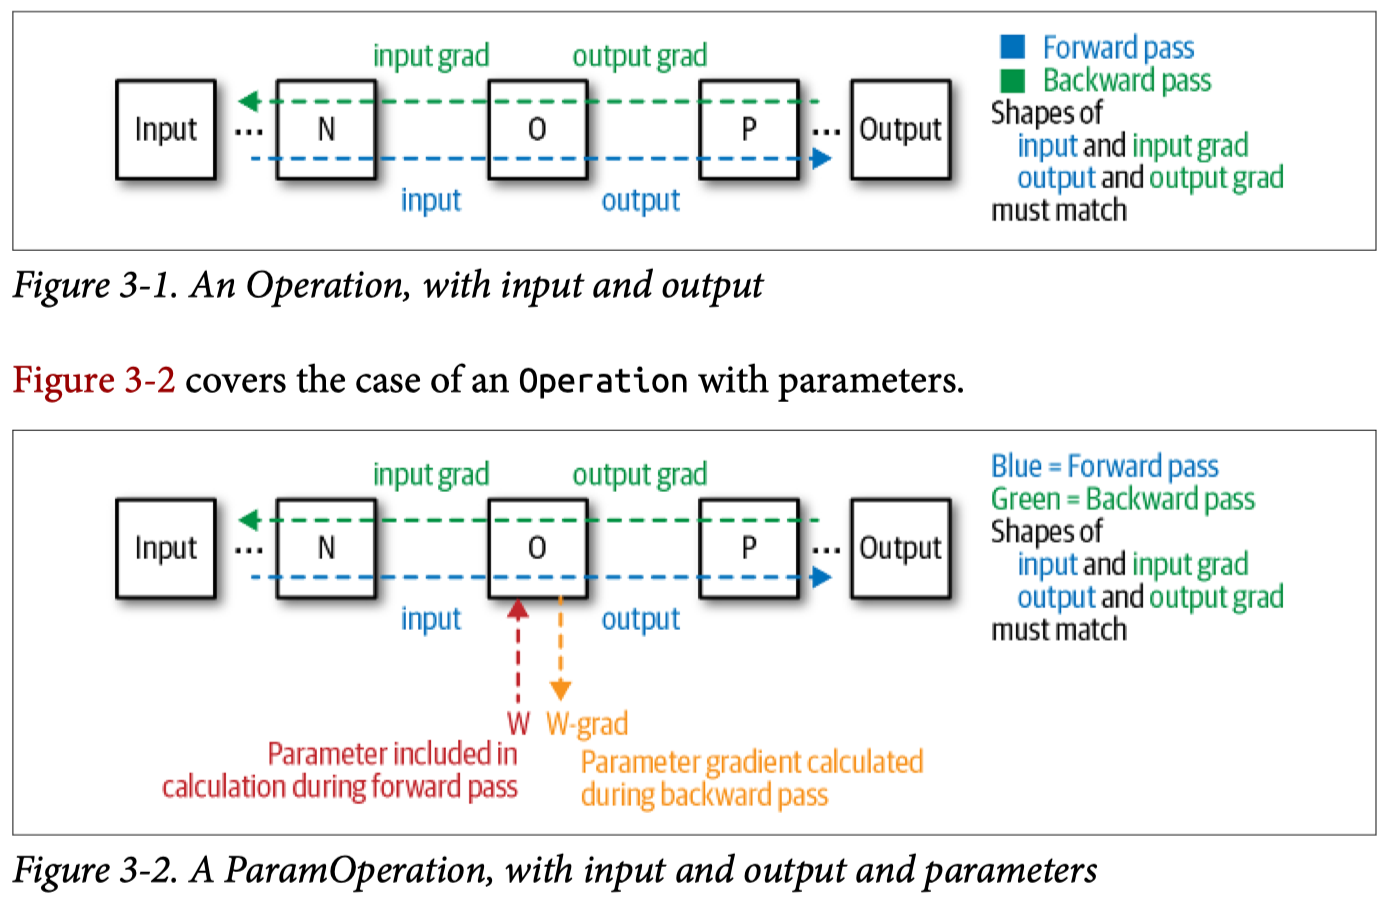 input grad
output grad
Forward pass
Backward pass
Input
...
N
O
P
...
Output
Shapes of
input and input grad
output and output grad
must match
input
output
Figure 3-1. An Operation, with input and output
Figure 3-2 covers the case of an Operation with parameters.
input grad
output grad
Blue = Forward pass
Green = Backward pass
Input
...
N
O
P
...
Output
Shapes of
input and input grad
output and output grad
must match
input
output
W
W-grad
Parameter included in
calculation during forward pass
Parameter gradient calculated
during backward pass
Figure 3-2. A ParamOperation, with input and output and parameters